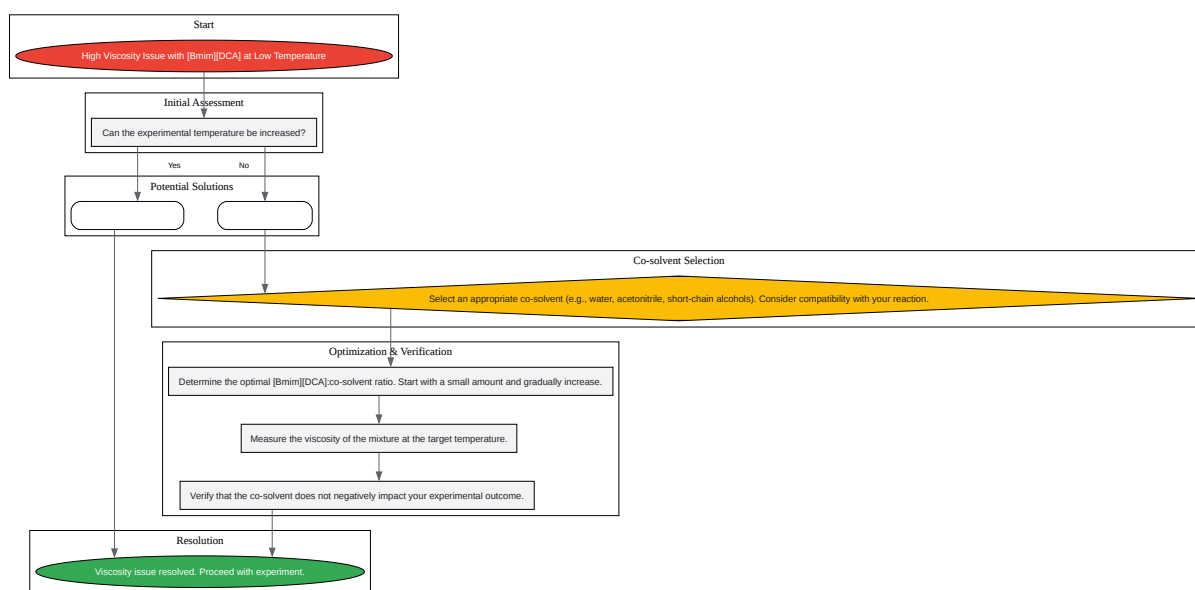 Start
High Viscosity Issue with [Bmim][DCA] at Low Temperature
Initial Assessment
Can the experimental temperature be increased?
Yes
No
Potential Solutions
Co-solvent Selection
Select an appropriate co-solvent (e.g., water, acetonitrile, short-chain alcohols). Consider compatibility with your reaction.
Optimization & Verification
Determine the optimal [Bmim][DCA]:co-solvent ratio. Start with a small amount and gradually increase.
Measure the viscosity of the mixture at the target temperature.
Verify that the co-solvent does not negatively impact your experimental outcome.
Resolution
Viscosity issue resolved. Proceed with experiment.